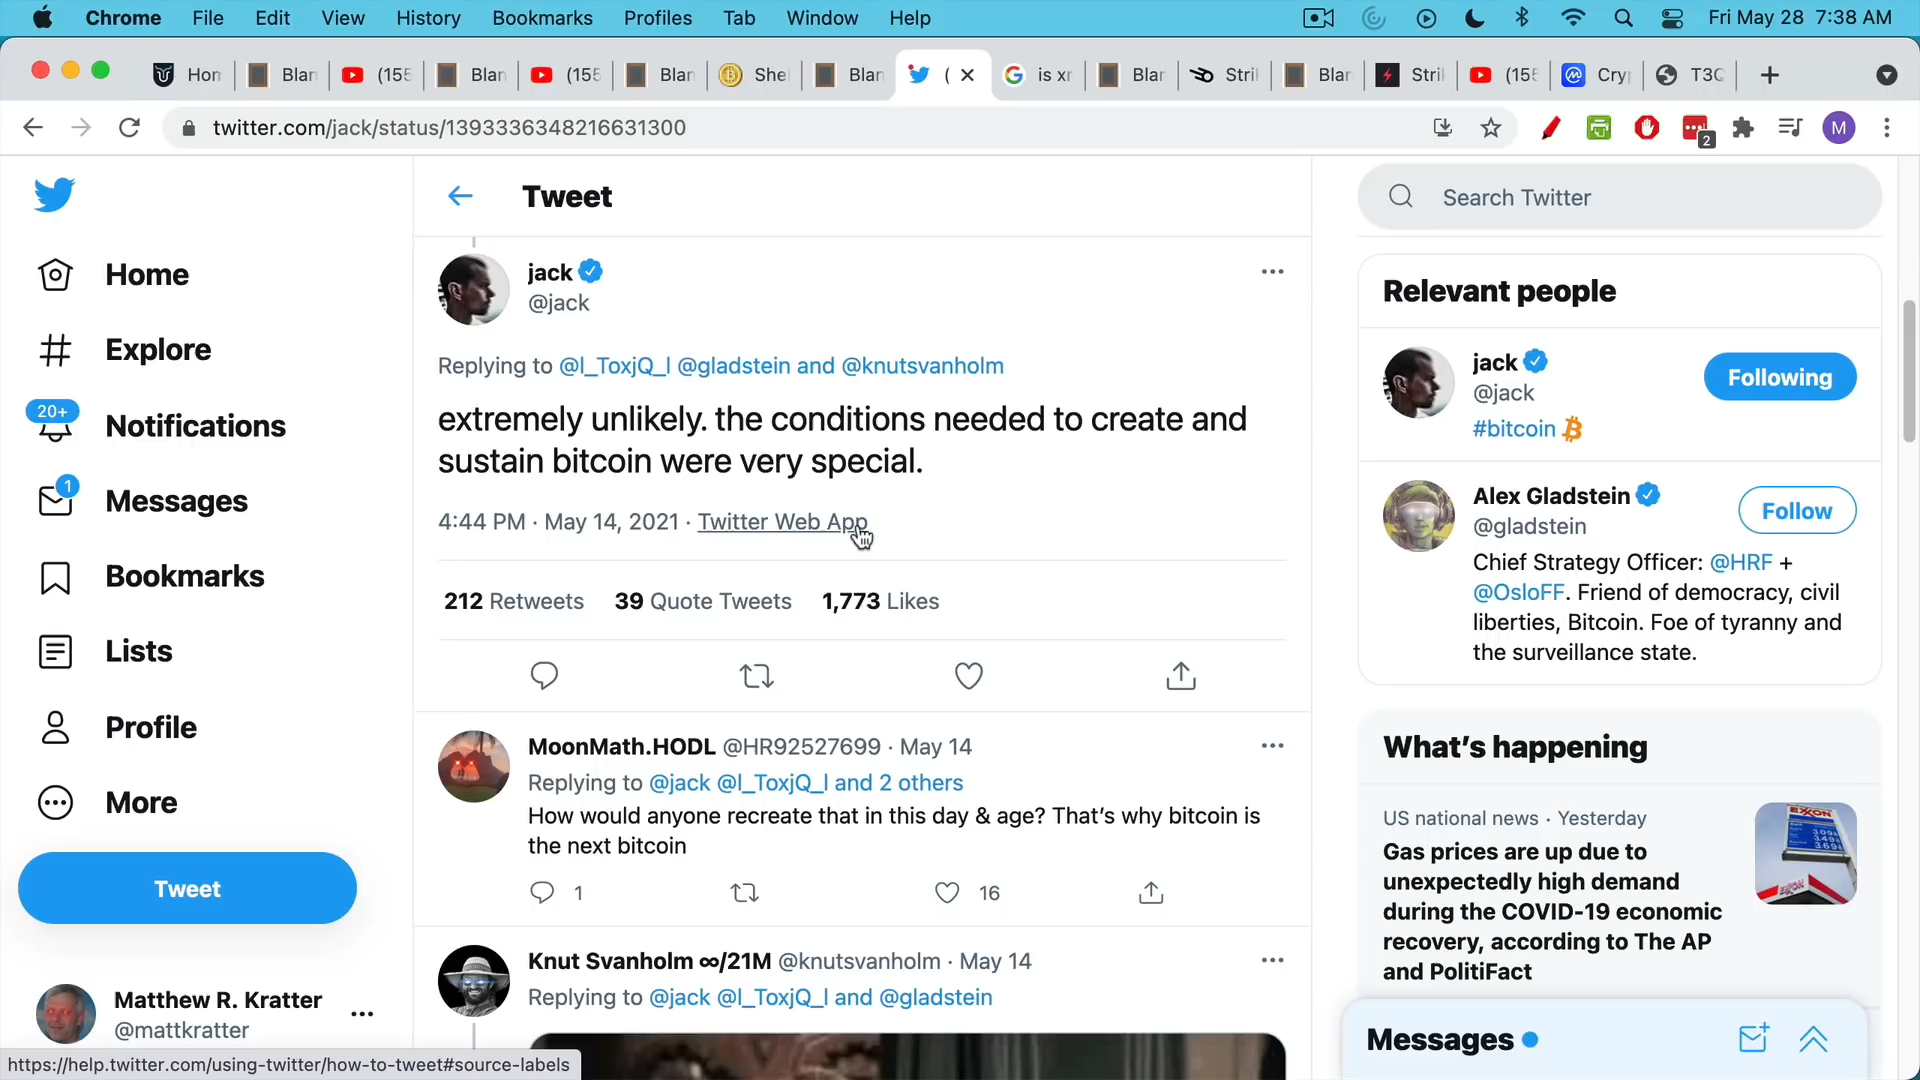 Chrome File Edit View History Bookmarks Profiles Tab Window Help Fri May 28 7:38 AM
Hom Blan (155 Blan (155 Blan She Blan ( is xr Blan Stril Blan Stril (155 Cry T3Q
twitter.com/jack/status/1393336348216631300 2 M
Tweet
Search Twitter
Home
Explore
20+
Notifications
1
Messages
Bookmarks
Lists
Profile
More
Tweet
Matthew R. Kratter
@mattkratter
jack
@jack
Replying to @l_ToxjQ_l @gladstein and @knutsvanholm
extremely unlikely. the conditions needed to create and
sustain bitcoin were very special.
4:44 PM · May 14, 2021 · Twitter Web App
212 Retweets 39 Quote Tweets 1,773 Likes
MoonMath.HODL @HR92527699 · May 14
Replying to @jack @l_ToxjQ_l and 2 others
How would anyone recreate that in this day & age? That's why bitcoin is
the next bitcoin
1 16
Knut Svanholm ∞/21M @knutsvanholm · May 14
Replying to @jack @l_ToxjQ_l and @gladstein
Relevant people
jack
@jack
Following
#bitcoin
Alex Gladstein
@gladstein
Follow
Chief Strategy Officer: @HRF +
@OsloFF. Friend of democracy, civil
liberties, Bitcoin. Foe of tyranny and
the surveillance state.
What's happening
US national news · Yesterday
Gas prices are up due to
unexpectedly high demand
during the COVID-19 economic
recovery, according to The AP
and PolitiFact
EXXON
Messages
https://help.twitter.com/using-twitter/how-to-tweet#source-labels